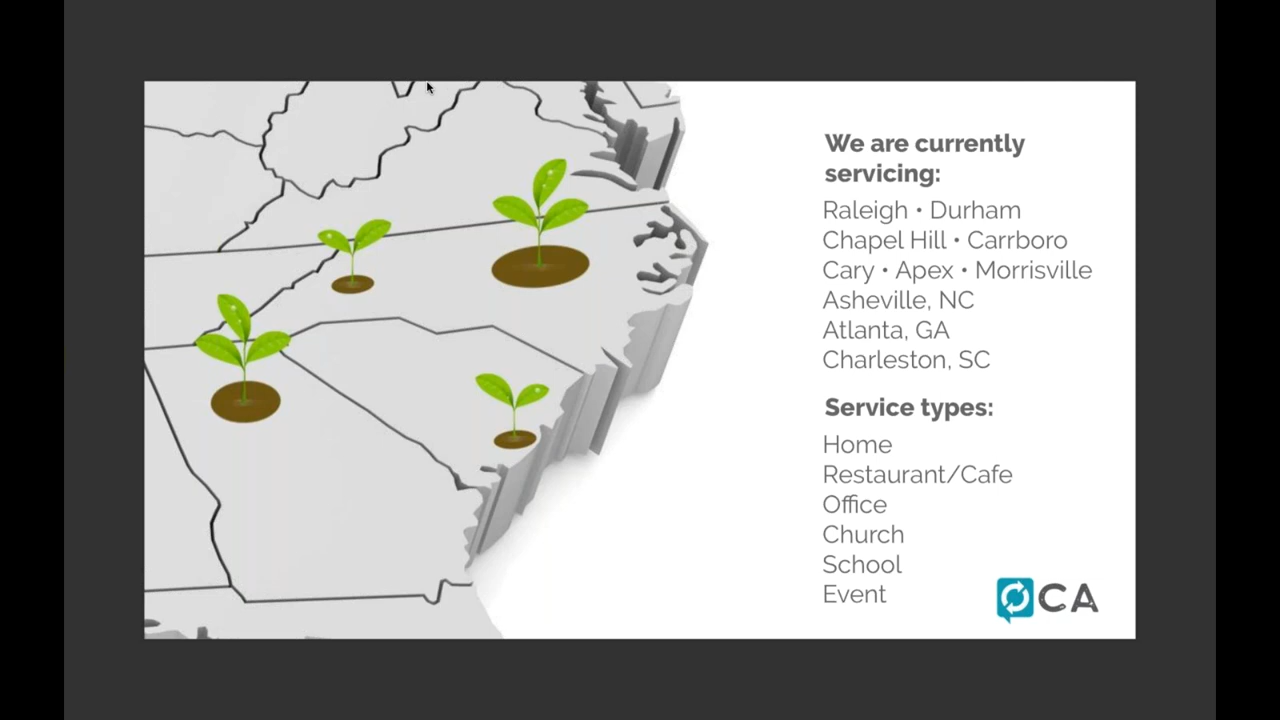 We are currently
servicing:
Raleigh • Durham
Chapel Hill • Carrboro
Cary • Apex • Morrisville
Asheville, NC
Atlanta, GA
Charleston, SC
Service types:
Home
Restaurant/Cafe
Office
Church
School
Event
CA